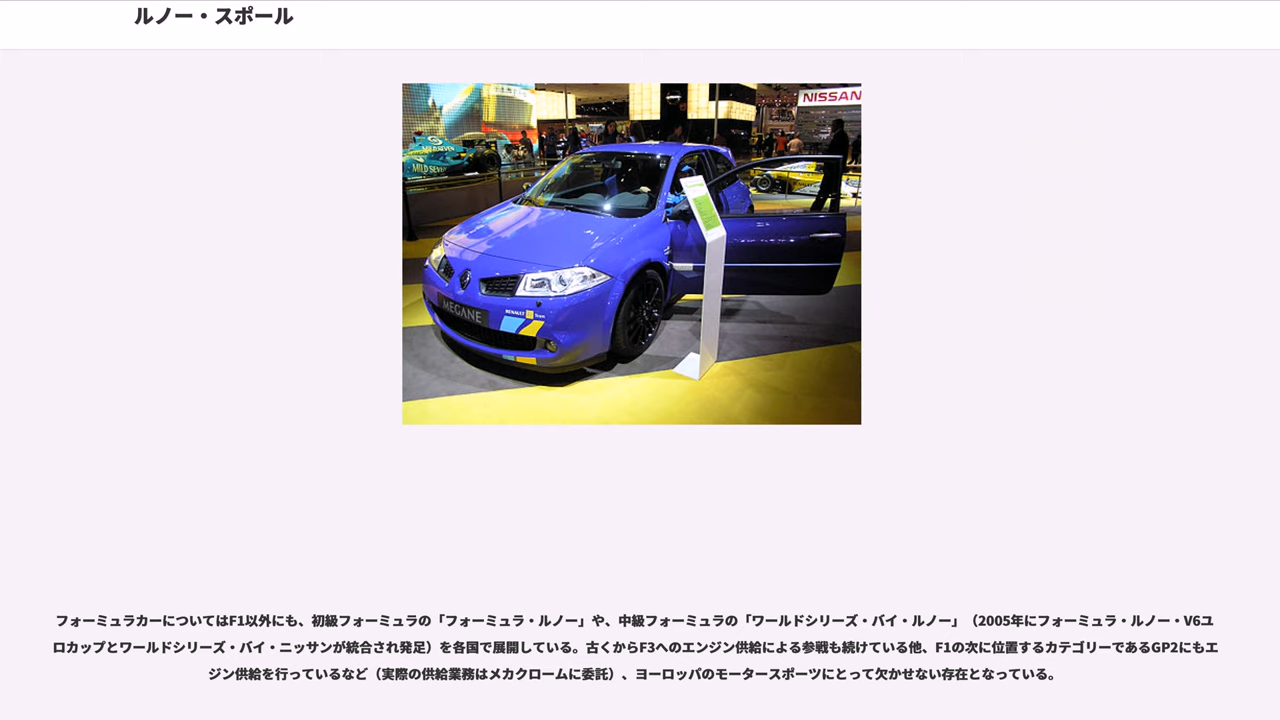 ルノー・スポール
NISSAN
MILD SEVEN
MILD SEVEN
MEGANE
RENAULT
フォーミュラカーについてはF1以外にも、初級フォーミュラの「フォーミュラ・ルノー」や、中級フォーミュラの「ワールドシリーズ・バイ・ルノー」（2005年にフォーミュラ・ルノー・V6ユ
ロカップとワールドシリーズ・バイ・ニッサンが統合され発足）を各国で展開している。古くからF3へのエンジン供給による参戦も続けている他、F1の次に位置するカテゴリーであるGP2にもエ
ンジン供給を行っているなど（実際の供給業務はメカクロームに委託）、ヨーロッパのモータースポーツにとって欠かせない存在となっている。